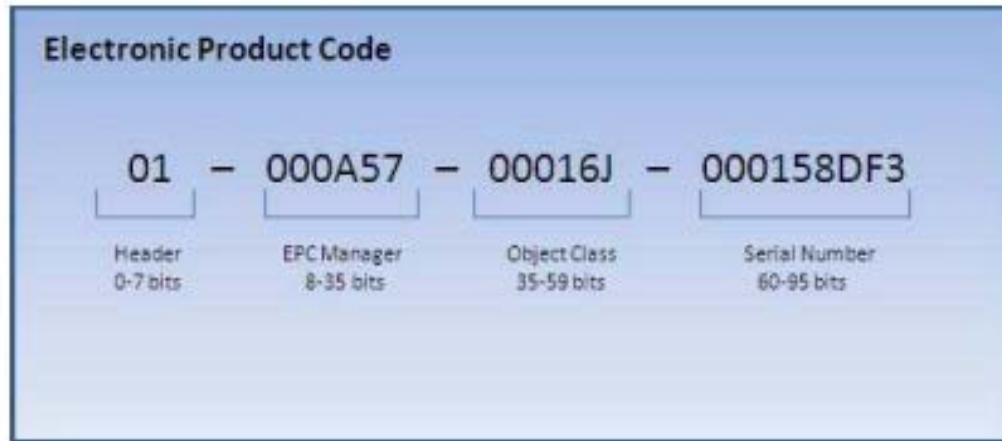 Electronic Product Code
01 – 000A57 – 00016J – 000158DF3
Header EPC Manager Object Class Serial Number
0-7 bits 8-35 bits 35-59 bits 60-95 bits